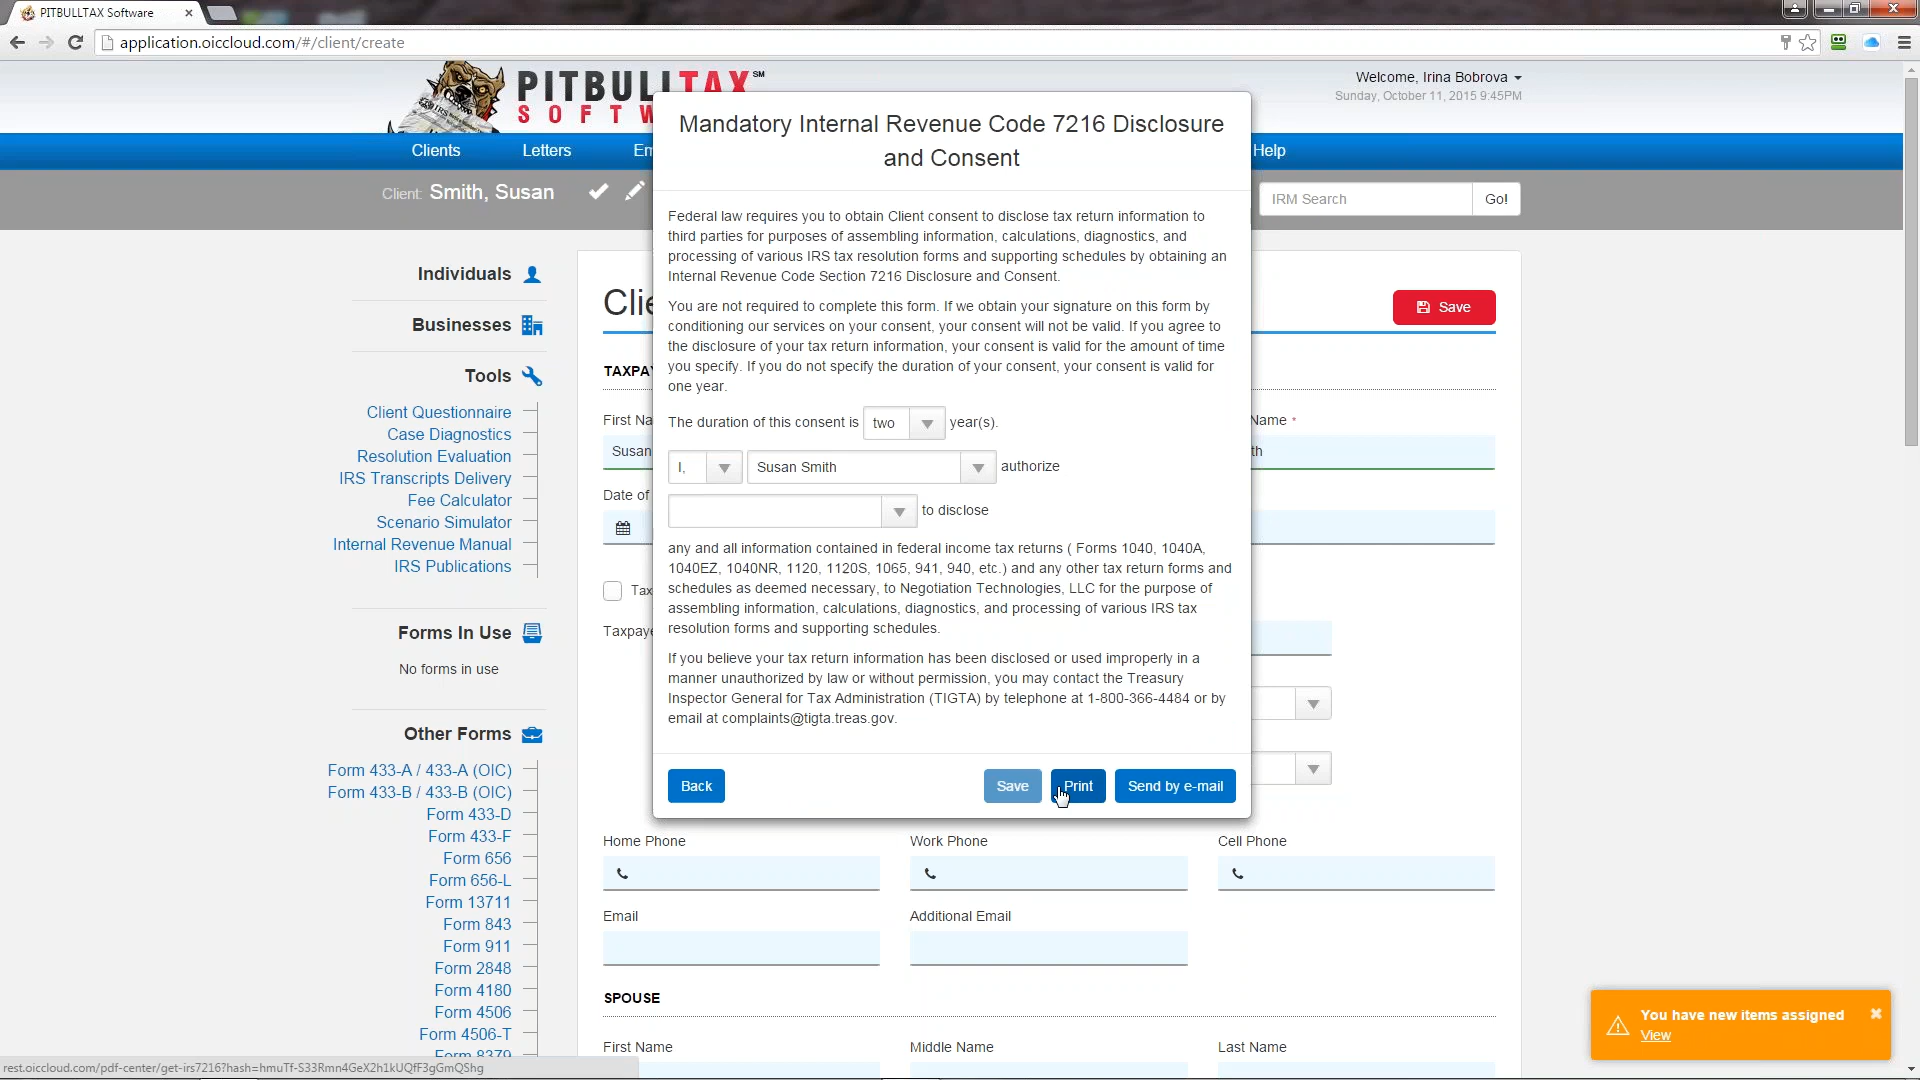 PITBULLTAX Software
application.oiccloud.com/#/client/create
PITBULLTAX SM
SOFTW
Welcome, Irina Bobrova
Sunday, October 11, 2015 9:45PM
Clients
Letters
Em
Help
Client: Smith, Susan
IRM Search
Go!
Individuals
Businesses
Tools
Client Questionnaire
Case Diagnostics
Resolution Evaluation
IRS Transcripts Delivery
Fee Calculator
Scenario Simulator
Internal Revenue Manual
IRS Publications
Forms In Use
No forms in use
Other Forms
Form 433-A / 433-A (OIC)
Form 433-B / 433-B (OIC)
Form 433-D
Form 433-F
Form 656
Form 656-L
Form 13711
Form 843
Form 911
Form 2848
Form 4180
Form 4506
Form 4506-T
Form 8379
Clie
Save
TAXPAY
First Na
Name *
Susan
th
Date of
Tax
Taxpaye
Mandatory Internal Revenue Code 7216 Disclosure
and Consent
Federal law requires you to obtain Client consent to disclose tax return information to
third parties for purposes of assembling information, calculations, diagnostics, and
processing of various IRS tax resolution forms and supporting schedules by obtaining an
Internal Revenue Code Section 7216 Disclosure and Consent.
You are not required to complete this form. If we obtain your signature on this form by
conditioning our services on your consent, your consent will not be valid. If you agree to
the disclosure of your tax return information, your consent is valid for the amount of time
you specify. If you do not specify the duration of your consent, your consent is valid for
one year.
The duration of this consent is two year(s).
I, Susan Smith authorize
to disclose
any and all information contained in federal income tax returns ( Forms 1040, 1040A,
1040EZ, 1040NR, 1120, 1120S, 1065, 941, 940, etc.) and any other tax return forms and
schedules as deemed necessary, to Negotiation Technologies, LLC for the purpose of
assembling information, calculations, diagnostics, and processing of various IRS tax
resolution forms and supporting schedules.
If you believe your tax return information has been disclosed or used improperly in a
manner unauthorized by law or without permission, you may contact the Treasury
Inspector General for Tax Administration (TIGTA) by telephone at 1-800-366-4484 or by
email at complaints@tigta.treas.gov.
Back
Save
Print
Send by e-mail
Home Phone
Work Phone
Cell Phone
Email
Additional Email
SPOUSE
First Name
Middle Name
Last Name
You have new items assigned
View
rest.oiccloud.com/pdf-center/get-irs7216?hash=hmuTf-S33Rmn4GeX2h1kUQfF3gGmQShg